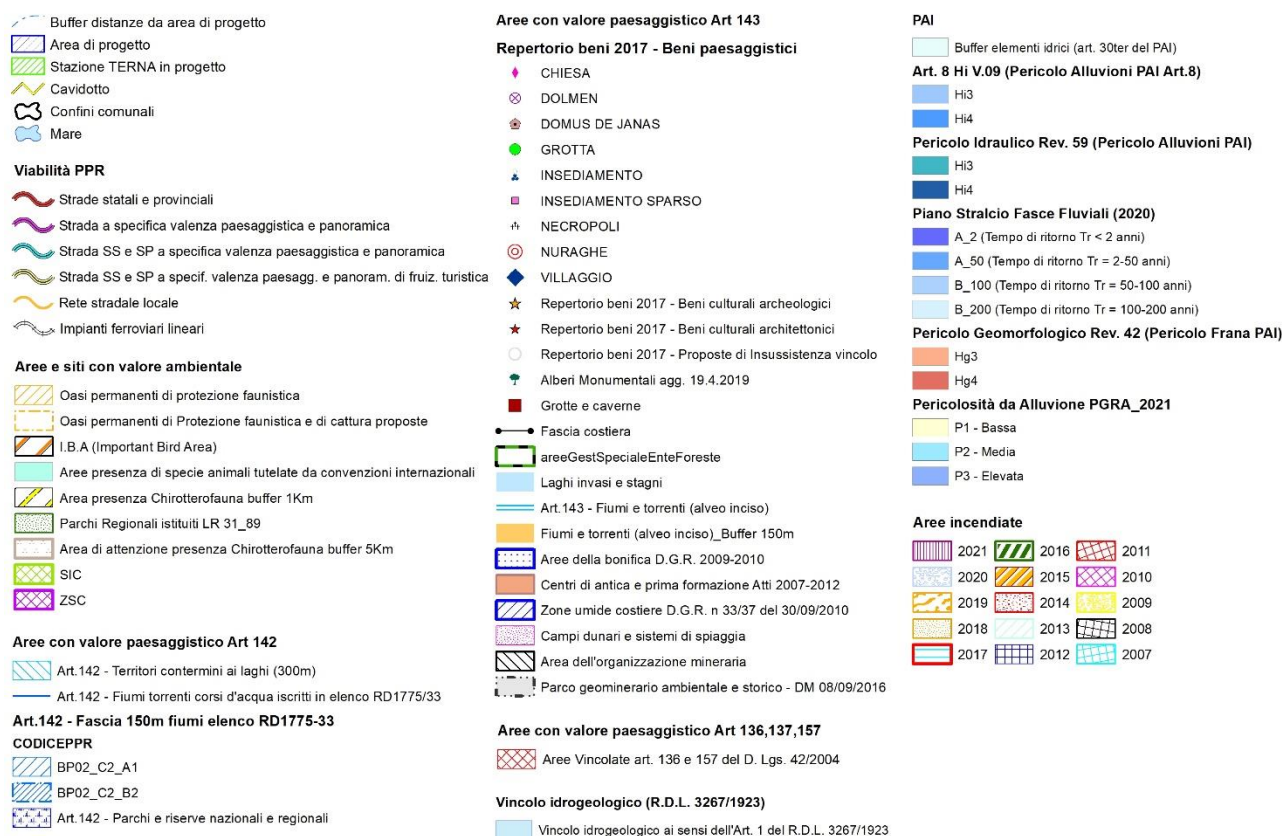 Buffer distanze da area di progetto
Area di progetto
Stazione TERNA in progetto
Cavidotto
Confini comunali
Mare
Viabilità PPR
Strade statali e provinciali
Strada a specifica valenza paesaggistica e panoramica
Strada SS e SP a specifica valenza paesaggistica e panoramica
Strada SS e SP a specif. valenza paesagg. e panoram. di fruiz. turistica
Rete stradale locale
Impianti ferroviari lineari
Aree e siti con valore ambientale
Oasi permanenti di protezione faunistica
Oasi permanenti di Protezione faunistica e di cattura proposte
I.B.A (Important Bird Area)
Aree presenza di specie animali tutelate da convenzioni internazionali
Area presenza Chirotterofauna buffer 1Km
Parchi Regionali istituiti LR 31_89
Area di attenzione presenza Chirotterofauna buffer 5Km
SIC
ZSC
Aree con valore paesaggistico Art 142
Art.142 - Territori contermini ai laghi (300m)
Art.142 - Fiumi torrenti corsi d'acqua iscritti in elenco RD1775/33
Art.142 - Fascia 150m fiumi elenco RD1775-33
CODICEPPR
BP02_C2_A1
BP02_C2_B2
Art.142 - Parchi e riserve nazionali e regionali
Aree con valore paesaggistico Art 143
Repertorio beni 2017 - Beni paesaggistici
CHIESA
DOLMEN
DOMUS DE JANAS
GROTTA
INSEDIAMENTO
INSEDIAMENTO SPARSO
NECROPOLI
NURAGHE
VILLAGGIO
Repertorio beni 2017 - Beni culturali archeologici
Repertorio beni 2017 - Beni culturali architettonici
Repertorio beni 2017 - Proposte di Insussistenza vincolo
Alberi Monumentali agg. 19.4.2019
Grotte e caverne
Fascia costiera
areeGestSpecialeEnteForeste
Laghi invasi e stagni
Art.143 - Fiumi e torrenti (alveo inciso)
Fiumi e torrenti (alveo inciso)_Buffer 150m
Aree della bonifica D.G.R. 2009-2010
Centri di antica e prima formazione Atti 2007-2012
Zone umide costiere D.G.R. n 33/37 del 30/09/2010
Campi dunari e sistemi di spiaggia
Area dell'organizzazione mineraria
Parco geominerario ambientale e storico - DM 08/09/2016
Aree con valore paesaggistico Art 136,137,157
Aree Vincolate art. 136 e 157 del D. Lgs. 42/2004
Vincolo idrogeologico (R.D.L. 3267/1923)
Vincolo idrogeologico ai sensi dell'Art. 1 del R.D.L. 3267/1923
PAI
Buffer elementi idrici (art. 30ter del PAI)
Art. 8 Hi V.09 (Pericolo Alluvioni PAI Art.8)
Hi3
Hi4
Pericolo Idraulico Rev. 59 (Pericolo Alluvioni PAI)
Hi3
Hi4
Piano Stralcio Fasce Fluviali (2020)
A_2 (Tempo di ritorno Tr < 2 anni)
A_50 (Tempo di ritorno Tr = 2-50 anni)
B_100 (Tempo di ritorno Tr = 50-100 anni)
B_200 (Tempo di ritorno Tr = 100-200 anni)
Pericolo Geomorfologico Rev. 42 (Pericolo Frana PAI)
Hg3
Hg4
Pericolosità da Alluvione PGRA_2021
P1 - Bassa
P2 - Media
P3 - Elevata
Aree incendiate
2021 2016 2011
2020 2015 2010
2019 2014 2009
2018 2013 2008
2017 2012 2007